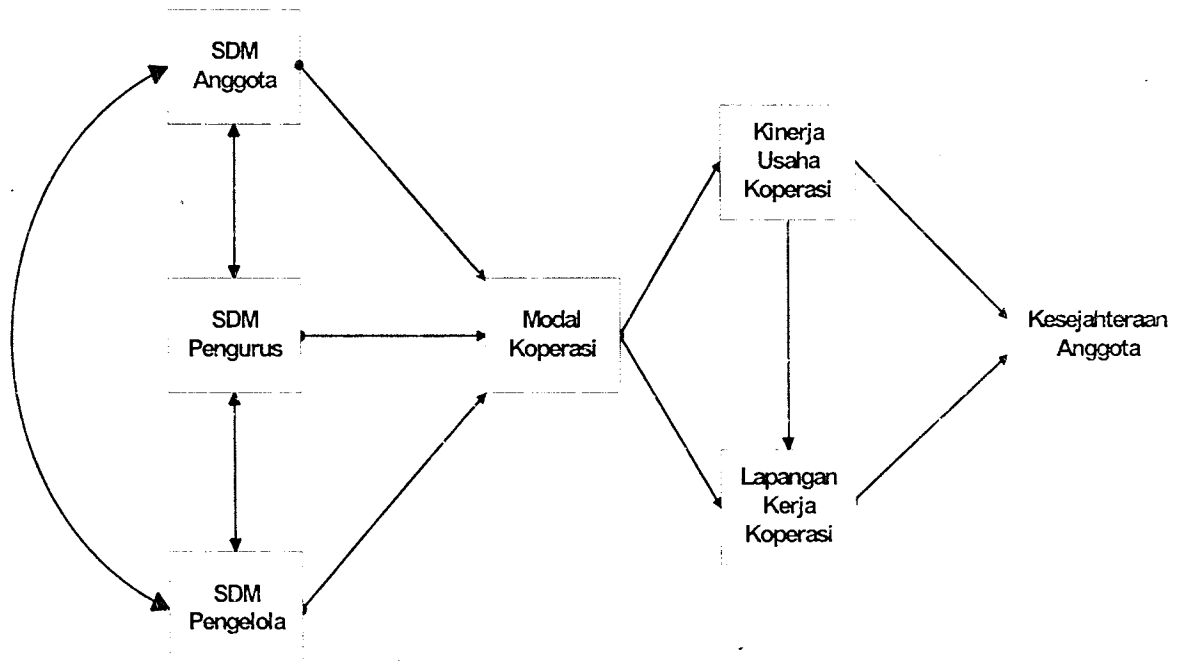 SDM
Anggota
SDM
Pengurus
SDM
Pengelola
Modal
Koperasi
Kinerja
Usaha
Koperasi
Lapangan
Kerja
Koperasi
Kesejahteraan
Anggota